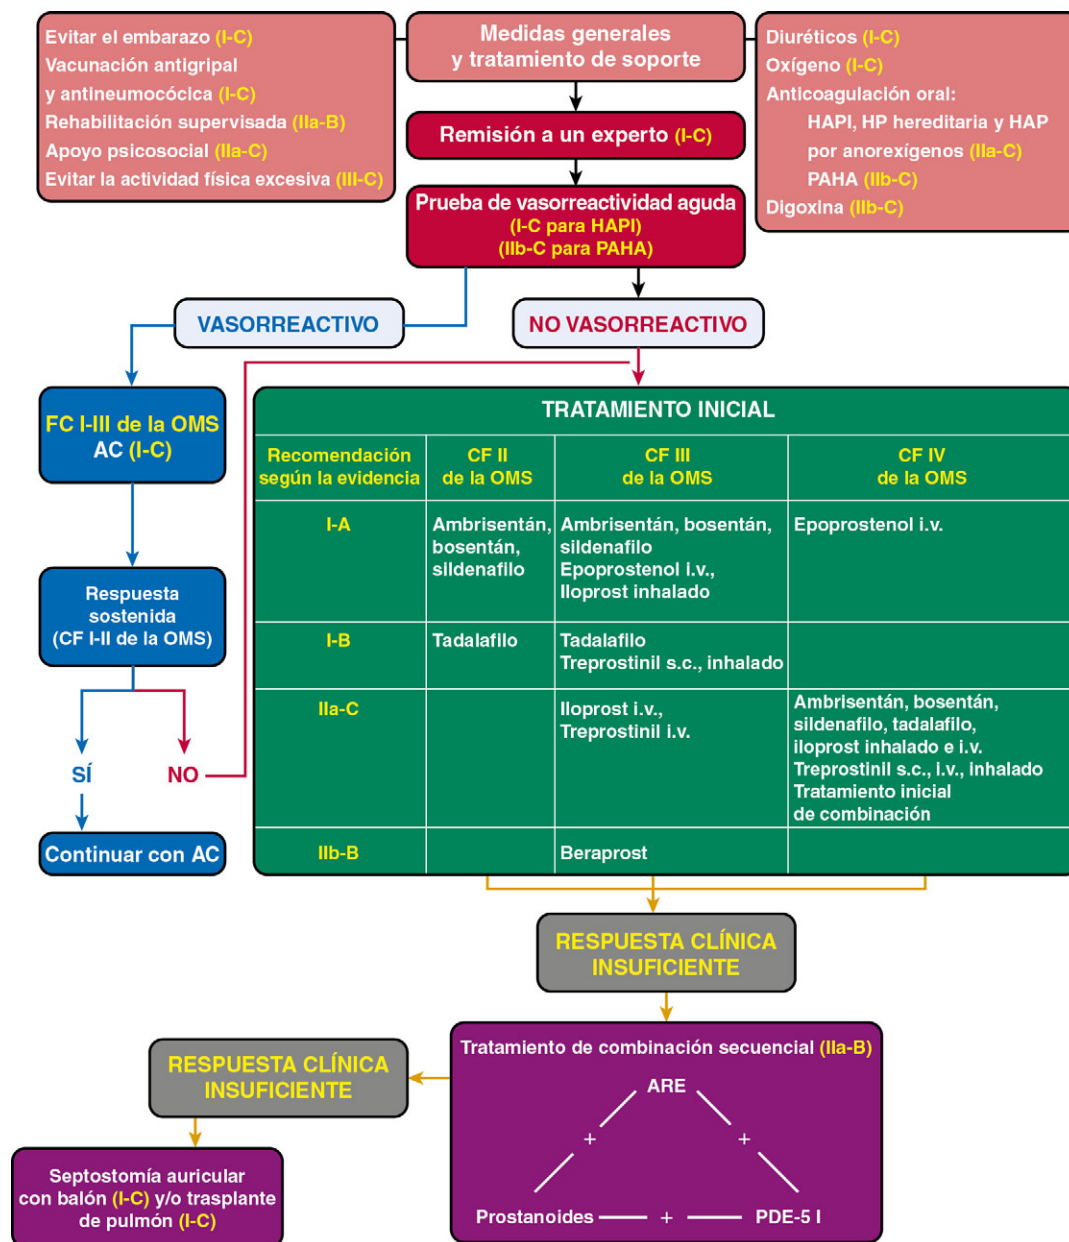 Evitar el embarazo (I-C)
Vacunación antigripal
y antineumocócica (I-C)
Rehabilitación supervisada (IIa-B)
Apoyo psicosocial (IIa-C)
Evitar la actividad física excesiva (III-C)
Medidas generales
y tratamiento de soporte
Diuréticos (I-C)
Oxígeno (I-C)
Anticoagulación oral:
HAPI, HP hereditaria y HAP
por anorexígenos (IIa-C)
PAHA (IIb-C)
Digoxina (IIb-C)
Remisión a un experto (I-C)
Prueba de vasorreactividad aguda
(I-C para HAPI)
(IIb-C para PAHA)
VASORREACTIVO
NO VASORREACTIVO
FC I-III de la OMS
AC (I-C)
Respuesta
sostenida
(CF I-II de la OMS)
SÍ
NO
Continuar con AC
TRATAMIENTO INICIAL
Recomendación
según la evidencia
CF II
de la OMS
CF III
de la OMS
CF IV
de la OMS
I-A
Ambrisentán,
bosentán,
sildenafilo
Ambrisentán, bosentán,
sildenafilo
Epoprostenol i.v.,
Iloprost inhalado
Epoprostenol i.v.
I-B
Tadalafilo
Tadalafilo
Treprostinil s.c., inhalado
IIa-C
Iloprost i.v.,
Treprostinil i.v.
Ambrisentán, bosentán,
sildenafilo, tadalafilo,
iloprost inhalado e i.v.
Treprostinil s.c., i.v., inhalado
Tratamiento inicial
de combinación
IIb-B
Beraprost
RESPUESTA CLÍNICA
INSUFICIENTE
Tratamiento de combinación secuencial (IIa-B)
ARE
+
+
Prostanoides
+
PDE-5 I
RESPUESTA CLÍNICA
INSUFICIENTE
Septostomía auricular
con balón (I-C) y/o trasplante
de pulmón (I-C)